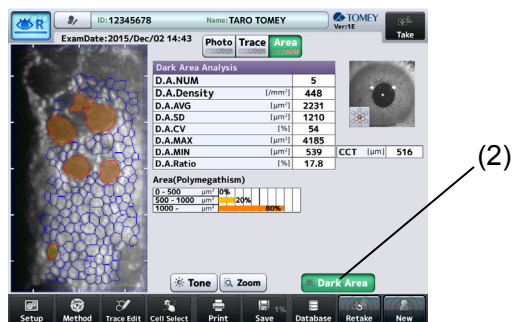 R ID: 12345678 Name: TARO TOMEY TOMEY
Ver:1E
Take
ExamDate:2015/Dec/02 14:43
Photo Trace Area
Dark Area Analysis
D.A.NUM 5
D.A.Density [/mm²] 448
D.A.AVG [µm²] 2231
D.A.SD [µm²] 1210
D.A.CV [%] 54
D.A.MAX [µm²] 4185
D.A.MIN [µm²] 539 CCT [µm] 516
D.A.Ratio [%] 17.8
(2)
Area(Polymegathism)
0 - 500 µm² 0%
500 - 1000 µm² 20%
1000 - µm² 80%
Tone Zoom Dark Area
1%
Setup Method Trace Edit Cell Select Print Save Database Retake New